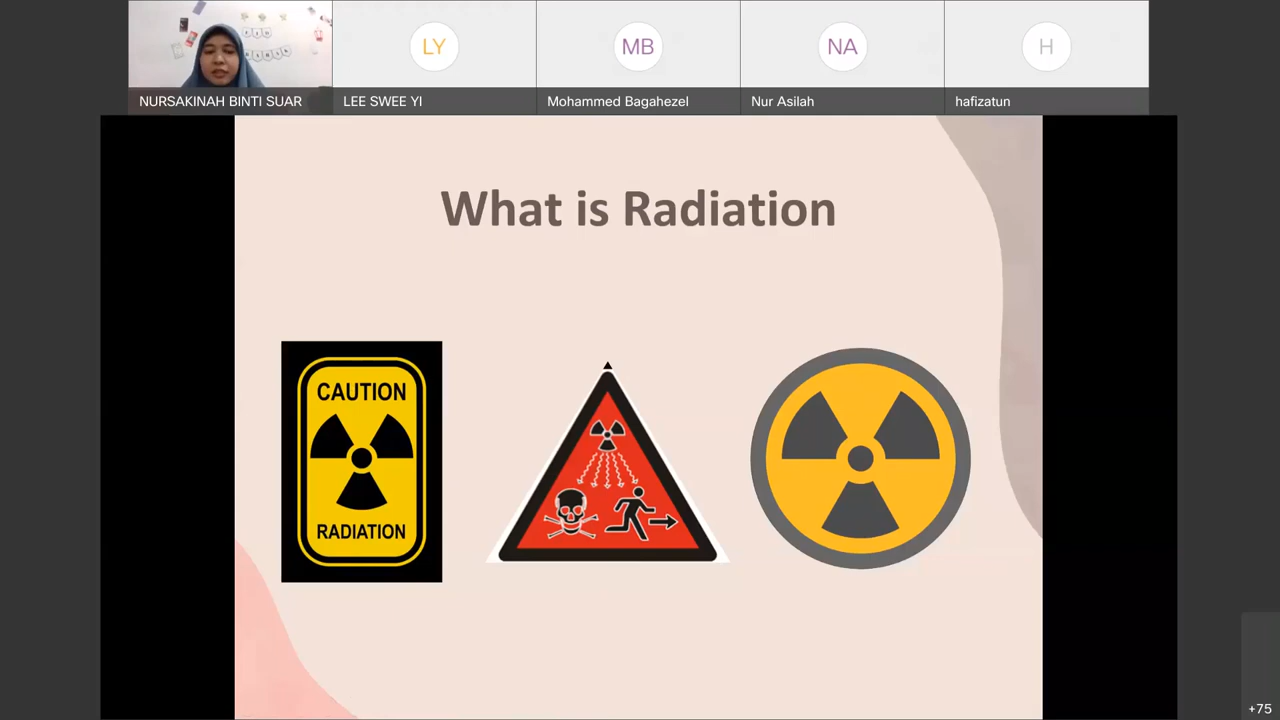 LY
MB
NA
H
NURSAKINAH BINTI SUAR
LEE SWEE YI
Mohammed Bagahezel
Nur Asilah
hafizatun
What is Radiation
CAUTION
RADIATION
+75